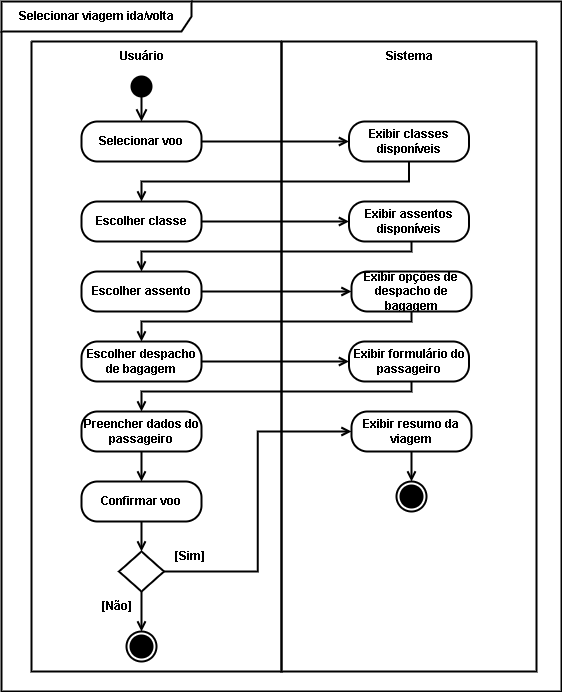 Selecionar viagem ida/volta
Usuário
Sistema
Selecionar voo
Exibir classes
disponíveis
Escolher classe
Exibir assentos
disponíveis
Escolher assento
Exibir opções de
despacho de
bagagem
Escolher despacho
de bagagem
Exibir formulário do
passageiro
Preencher dados do
passageiro
Exibir resumo da
viagem
Confirmar voo
[Sim]
[Não]